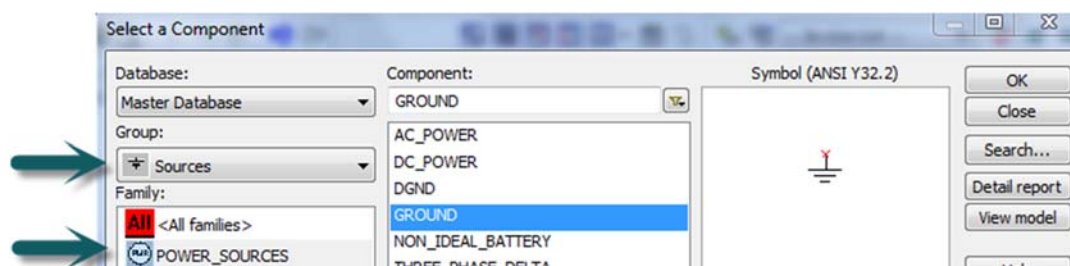 Select a Component
Database:
Master Database
Group:
Sources
Family:
All <All families>
POWER_SOURCES
Component:
GROUND
AC_POWER
DC_POWER
DGND
GROUND
NON_IDEAL_BATTERY
THREE_PHASE_DELTA
Symbol (ANSI Y32.2)
OK
Close
Search...
Detail report
View model